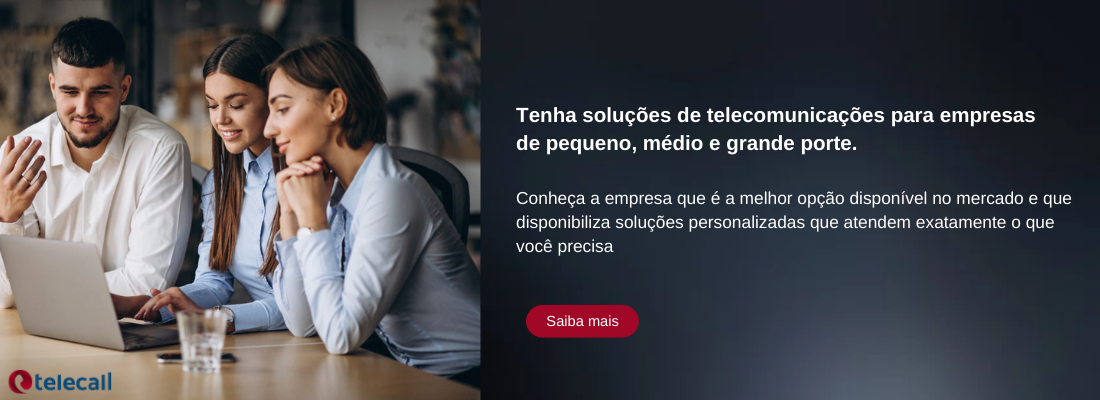 Tenha soluções de telecomunicações para empresas
de pequeno, médio e grande porte.
Conheça a empresa que é a melhor opção disponível no mercado e que
disponibiliza soluções personalizadas que atendem exatamente o que
você precisa
Saiba mais
telecall